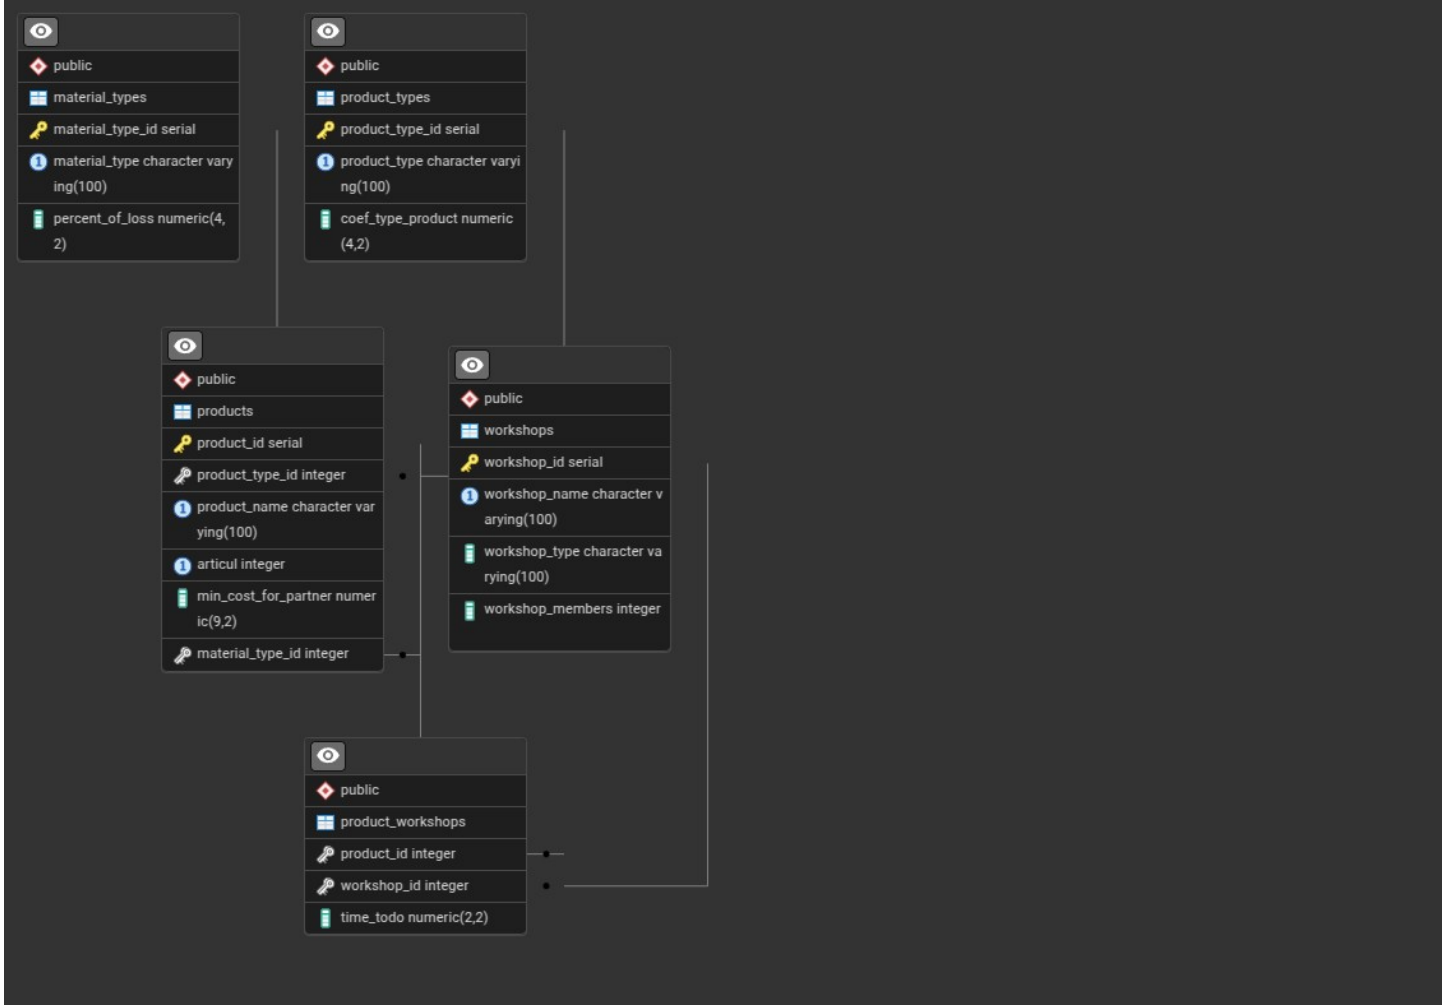 public
material_types
material_type_id serial
material_type character vary
ing(100)
percent_of_loss numeric(4,
2)
public
product_types
product_type_id serial
product_type character varyi
ng(100)
coef_type_product numeric
(4,2)
public
products
product_id serial
product_type_id integer
product_name character var
ying(100)
articul integer
min_cost_for_partner numer
ic(9,2)
material_type_id integer
public
workshops
workshop_id serial
workshop_name character v
arying(100)
workshop_type character va
rying(100)
workshop_members integer
public
product_workshops
product_id integer
workshop_id integer
time_todo numeric(2,2)